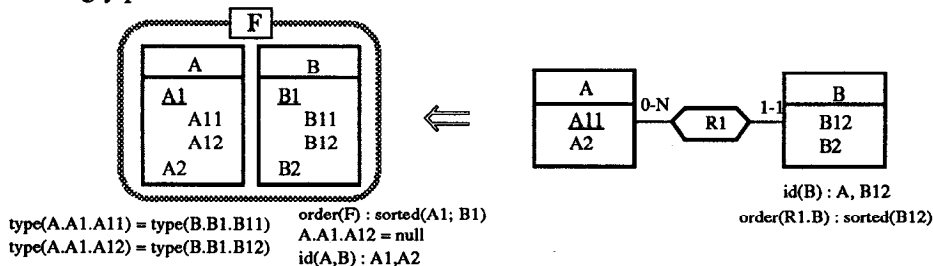 F
A
B
A1
A11
A12
A2
B1
B11
B12
B2
type(A.A1.A11) = type(B.B1.B11)
type(A.A1.A12) = type(B.B1.B12)
order(F) : sorted(A1; B1)
A.A1.A12 = null
id(A,B) : A1,A2
A
A11
A2
0-N
R1
1-1
B
B12
B2
id(B) : A, B12
order(R1.B) : sorted(B12)